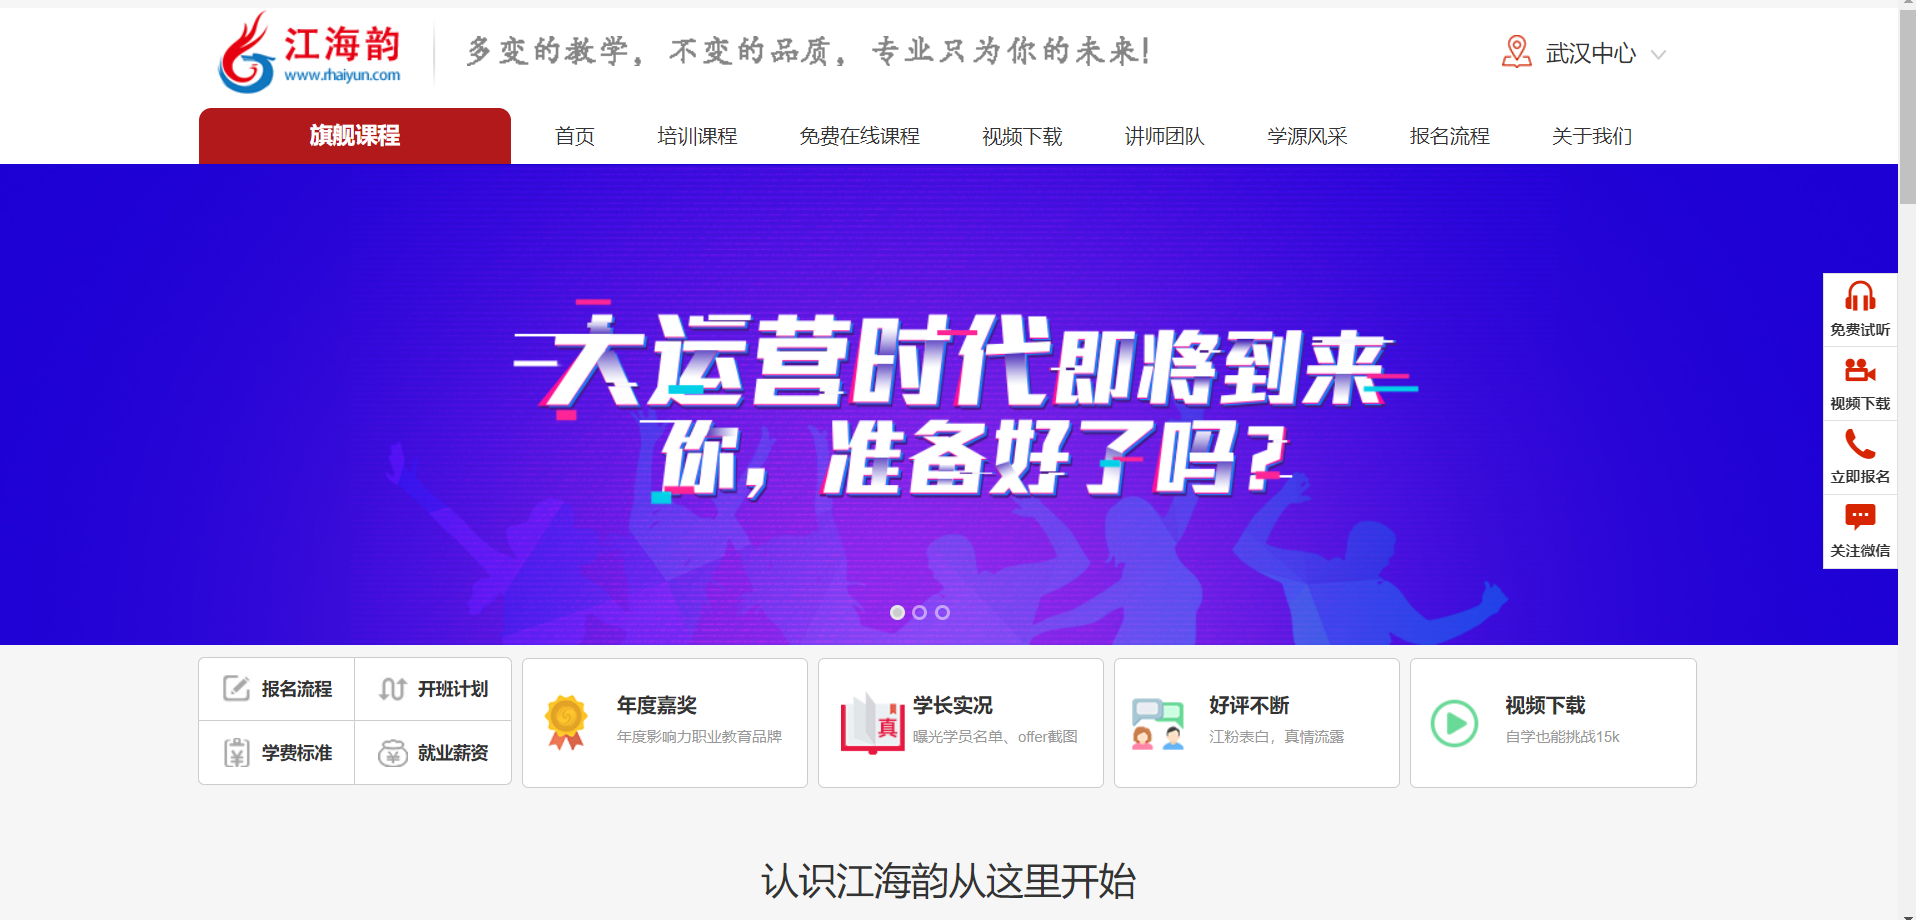 江海韵
www.rhaiyun.com
多变的教学，不变的品质，专业只为你的未来!
武汉中心
旗舰课程 首页 培训课程 免费在线课程 视频下载 讲师团队 学源风采 报名流程 关于我们
大运营时代即将到来
你，准备好了吗?
免费试听
视频下载
立即报名
关注微信
报名流程 开班计划
学费标准 就业薪资
年度嘉奖
年度影响力职业教育品牌
真
学长实况
曝光学员名单、offer截图
好评不断
江粉表白，真情流露
视频下载
自学也能挑战15k
认识江海韵从这里开始